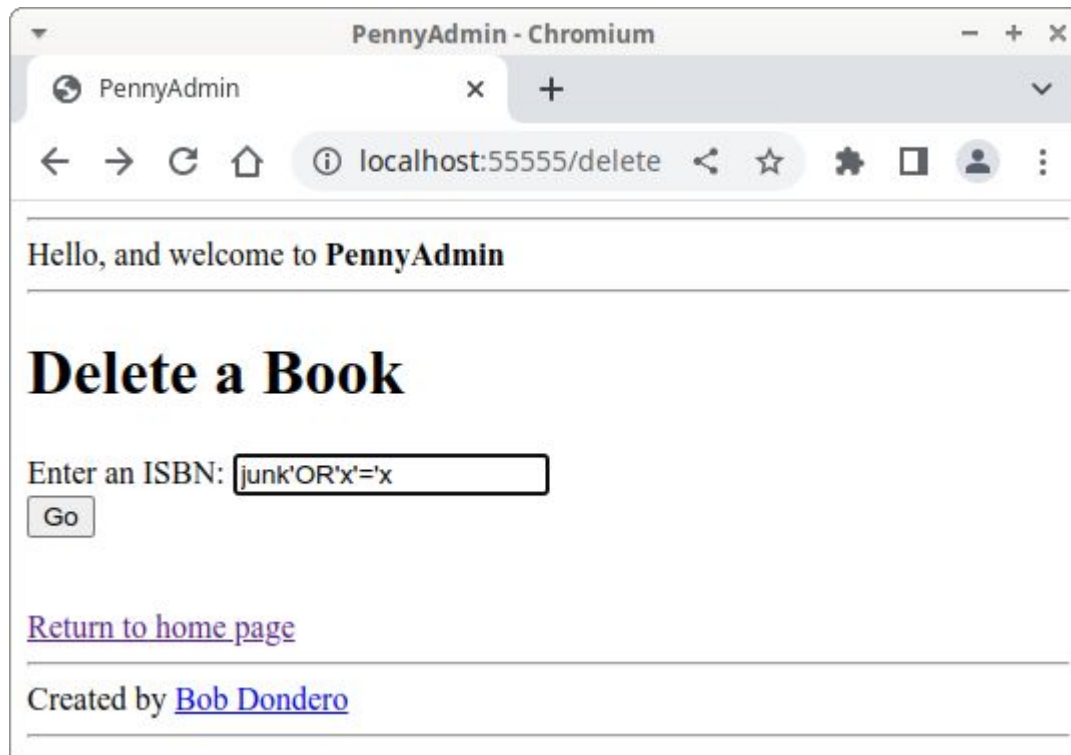 PennyAdmin - Chromium
PennyAdmin
localhost:55555/delete
Hello, and welcome to PennyAdmin
Delete a Book
Enter an ISBN: junk'OR'x'='x
Go
Return to home page
Created by Bob Dondero